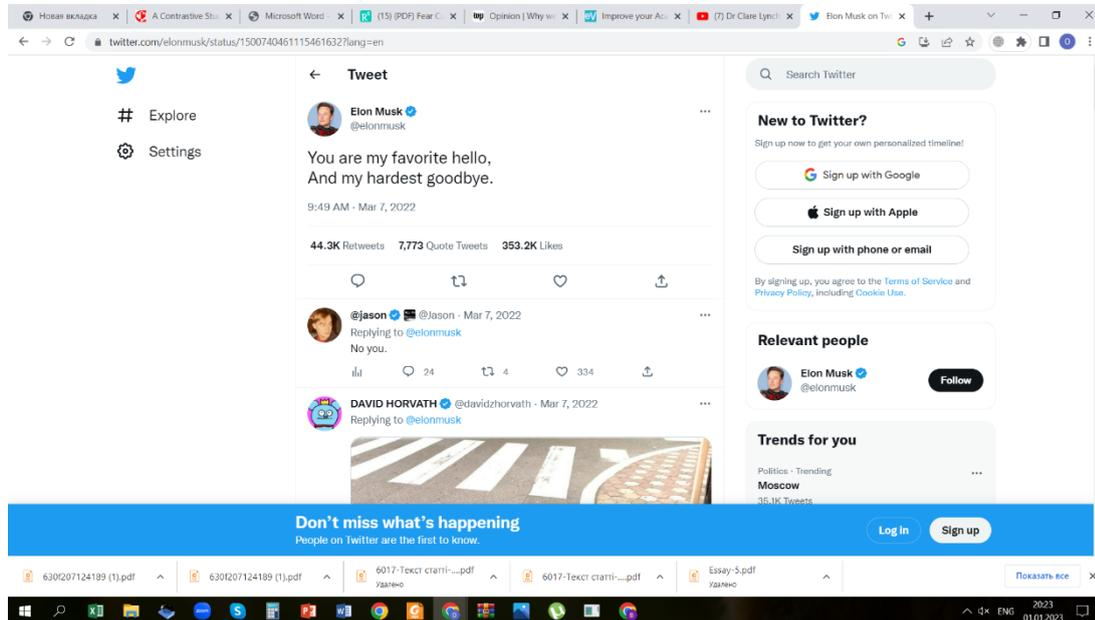 Новая вкладка
A Contrastive Stu
Microsoft Word -
(15) (PDF) Fear C
Opinion | Why we
Improve your Aca
(7) Dr Clare Lynch
Elon Musk on Twi
twitter.com/elonmusk/status/1500740461115461632?lang=en
Explore
Settings
Tweet
Elon Musk
@elonmusk
You are my favorite hello,
And my hardest goodbye.
9:49 AM · Mar 7, 2022
44.3K Retweets 7,773 Quote Tweets 353.2K Likes
@jason @Jason · Mar 7, 2022
Replying to @elonmusk
No you.
24 4 334
DAVID HORVATH @davidzhorvath · Mar 7, 2022
Replying to @elonmusk
Search Twitter
New to Twitter?
Sign up now to get your own personalized timeline!
Sign up with Google
Sign up with Apple
Sign up with phone or email
By signing up, you agree to the Terms of Service and
Privacy Policy, including Cookie Use.
Relevant people
Elon Musk
@elonmusk
Follow
Trends for you
Politics · Trending
Moscow
35.1K Tweets
Don't miss what's happening
People on Twitter are the first to know.
Log in
Sign up
630f207124189 (1).pdf
630f207124189 (1).pdf
6017-Текст статті-....pdf
Удалено
6017-Текст статті-....pdf
Essay-5.pdf
Удалено
Показать все
ENG
20:23
01.01.2023